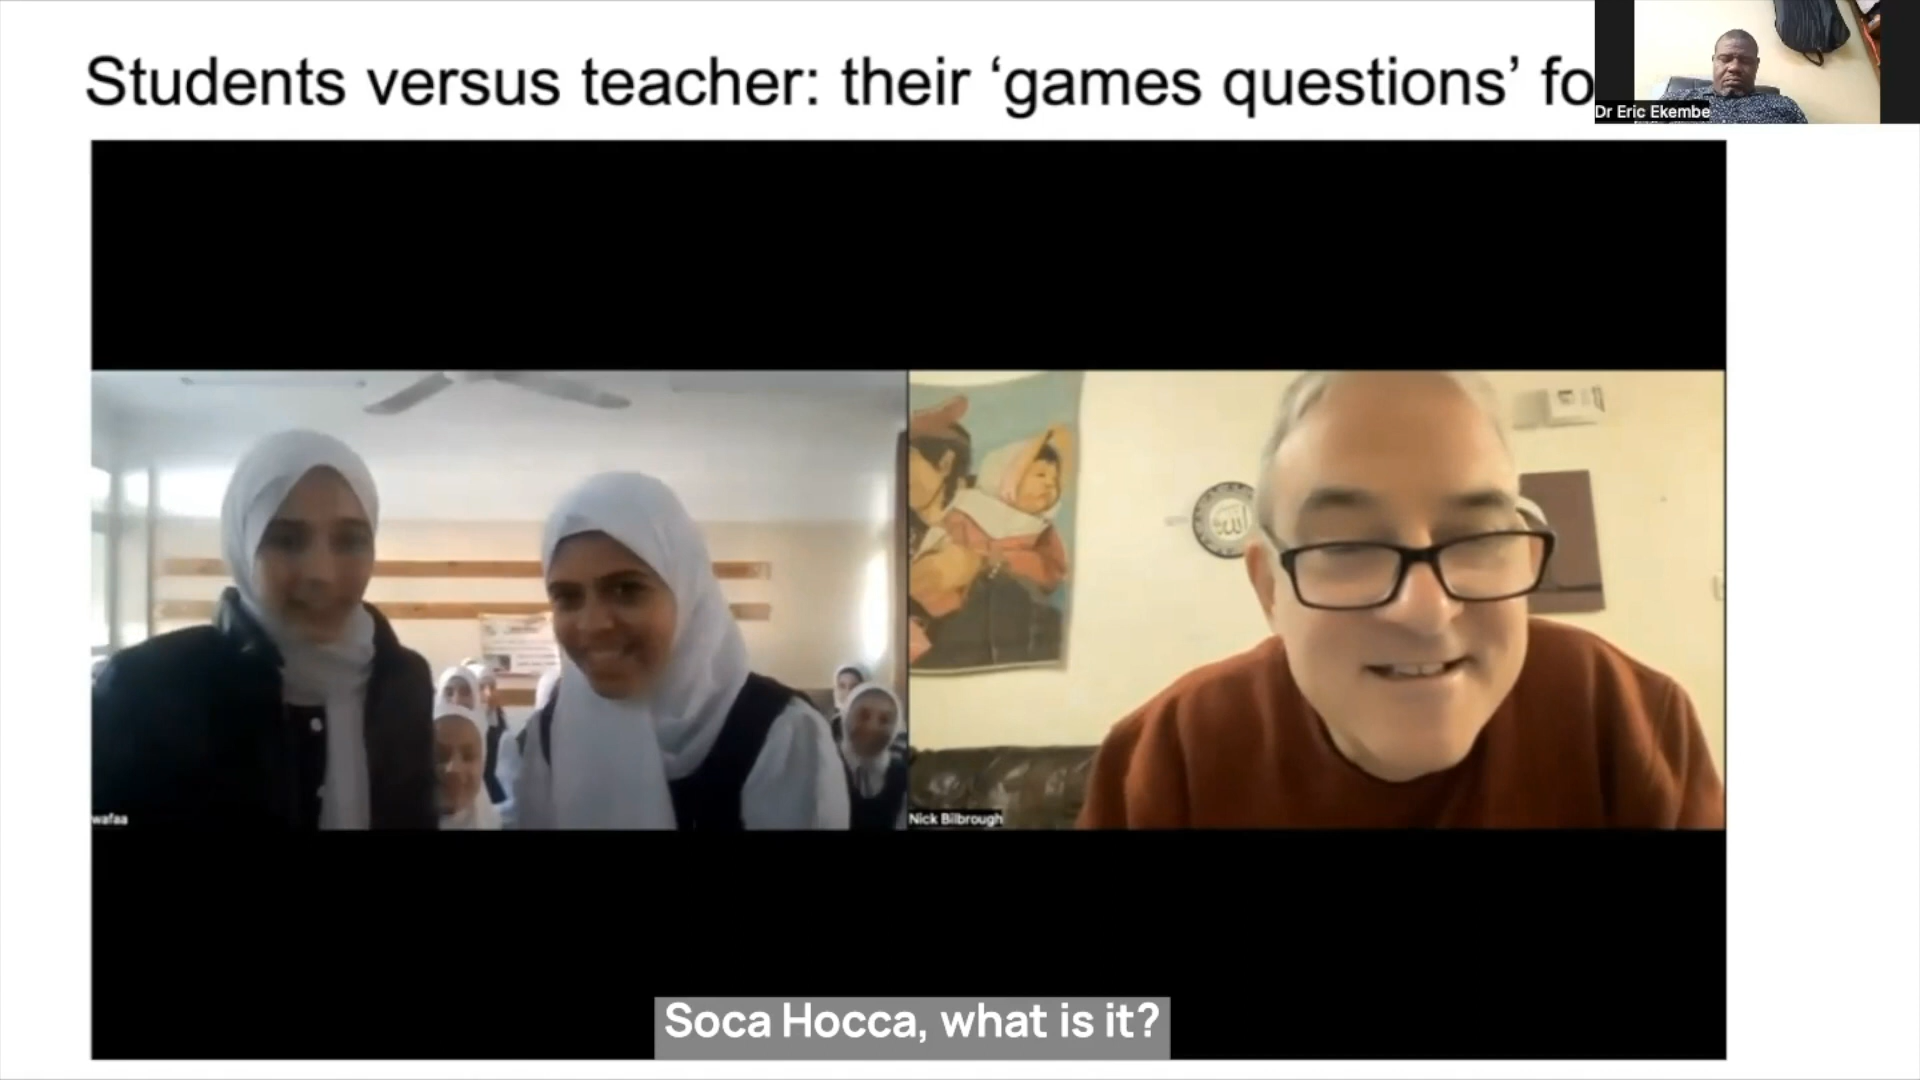 Students versus teacher: their ‘games questions’ fo
Dr Eric Ekembe
wafaa
Nick Bilbrough
Soca Hocca, what is it?